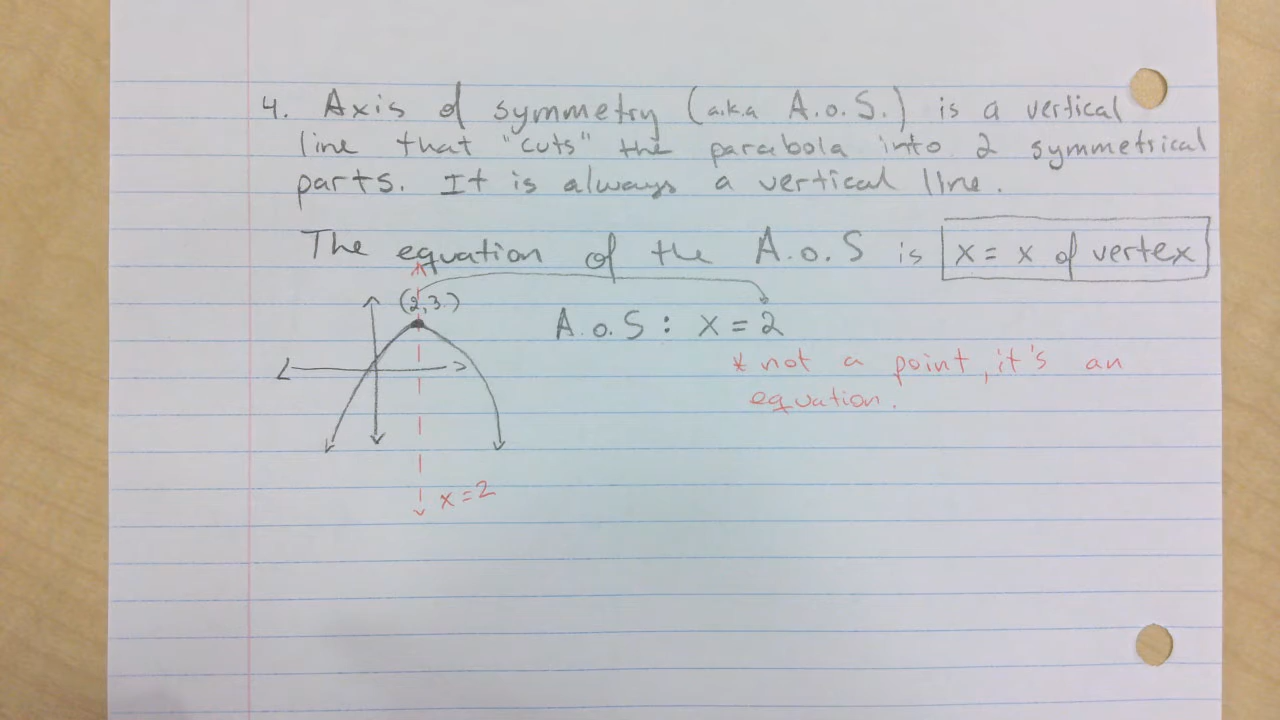 4. Axis of symmetry (a.k.a A.o.S.) is a vertical
line that "cuts" the parabola into 2 symmetrical
parts. It is always a vertical line.
The equation of the A.o.S is x = x of vertex
(2,3)
A.o.S : x = 2
* not a point, it's an
equation.
x = 2